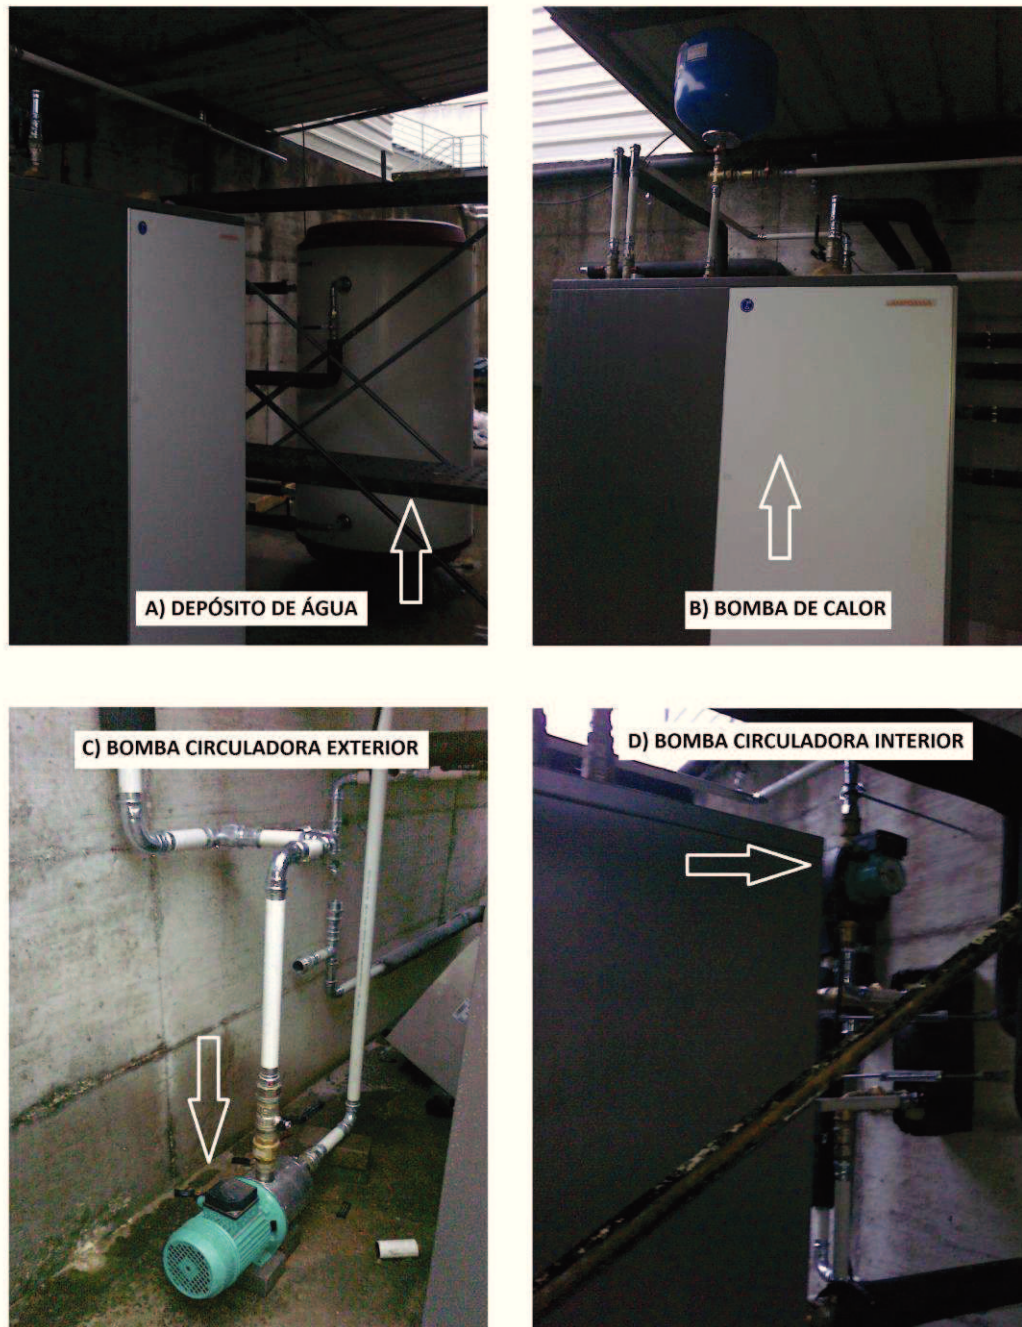 A) DEPÓSITO DE ÁGUA
B) BOMBA DE CALOR
C) BOMBA CIRCULADORA EXTERIOR
D) BOMBA CIRCULADORA INTERIOR